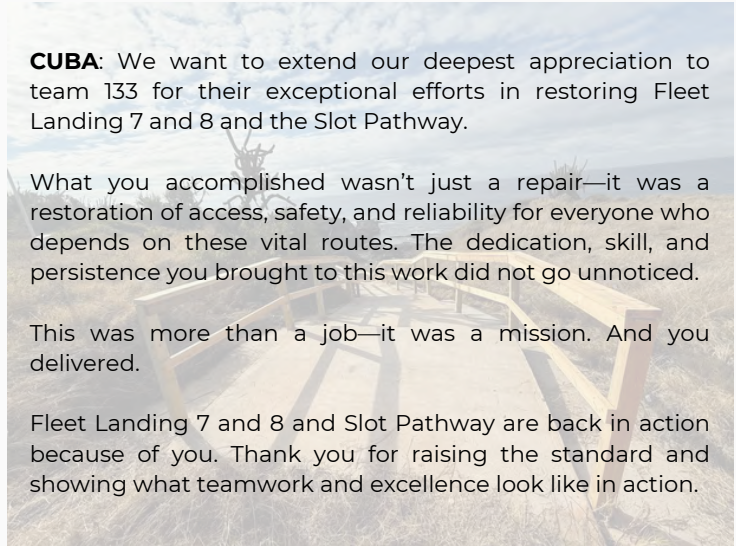 CUBA: We want to extend our deepest appreciation to
team 133 for their exceptional efforts in restoring Fleet
Landing 7 and 8 and the Slot Pathway.
What you accomplished wasn’t just a repair—it was a
restoration of access, safety, and reliability for everyone who
depends on these vital routes. The dedication, skill, and
persistence you brought to this work did not go unnoticed.
This was more than a job—it was a mission. And you
delivered.
Fleet Landing 7 and 8 and Slot Pathway are back in action
because of you. Thank you for raising the standard and
showing what teamwork and excellence look like in action.